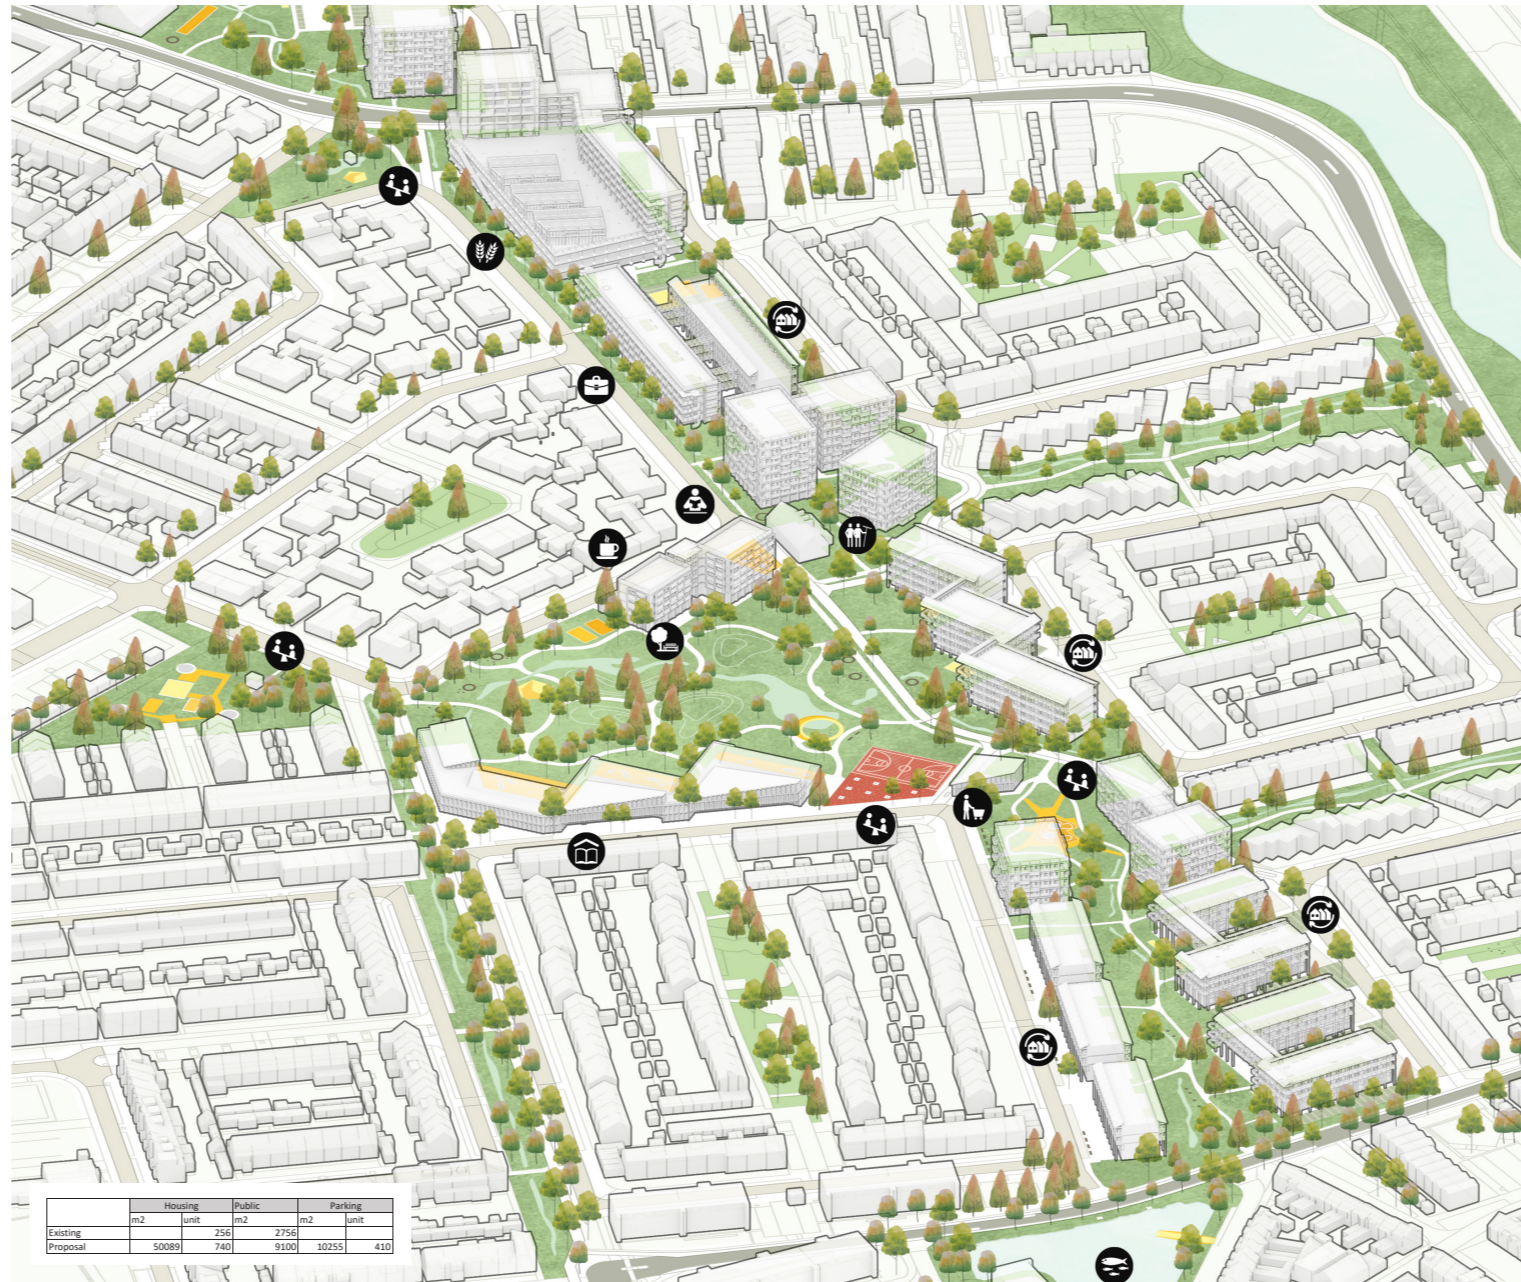 Housing Public Parking
m2 unit m2 m2 unit
Existing 256 2756
Proposal 50089 740 9100 10255 410